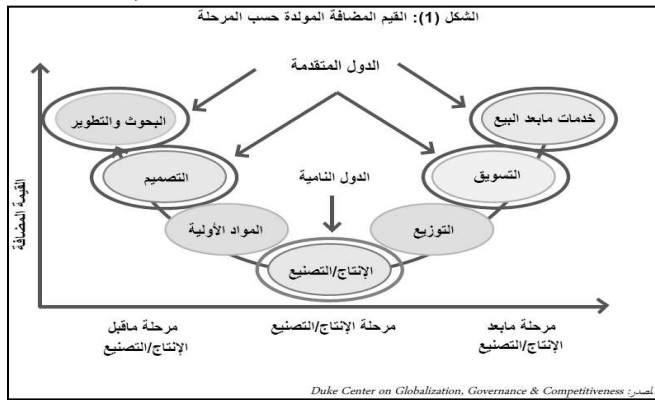 الشكل (1): القيم المضافة المولدة حسب المرحلة
الدول المتقدمة
خدمات مابعد البيع
البحوث والتطوير
التسويق
التصميم
الدول النامية
التوزيع
المواد الأولية
الإنتاج/التصنيع
القيمة المضافة
مرحلة مابعد
الإنتاج/التصنيع
مرحلة الإنتاج/التصنيع
مرحلة ماقبل
الإنتاج/التصنيع
المصدر: Duke Center on Globalization, Governance & Competitiveness